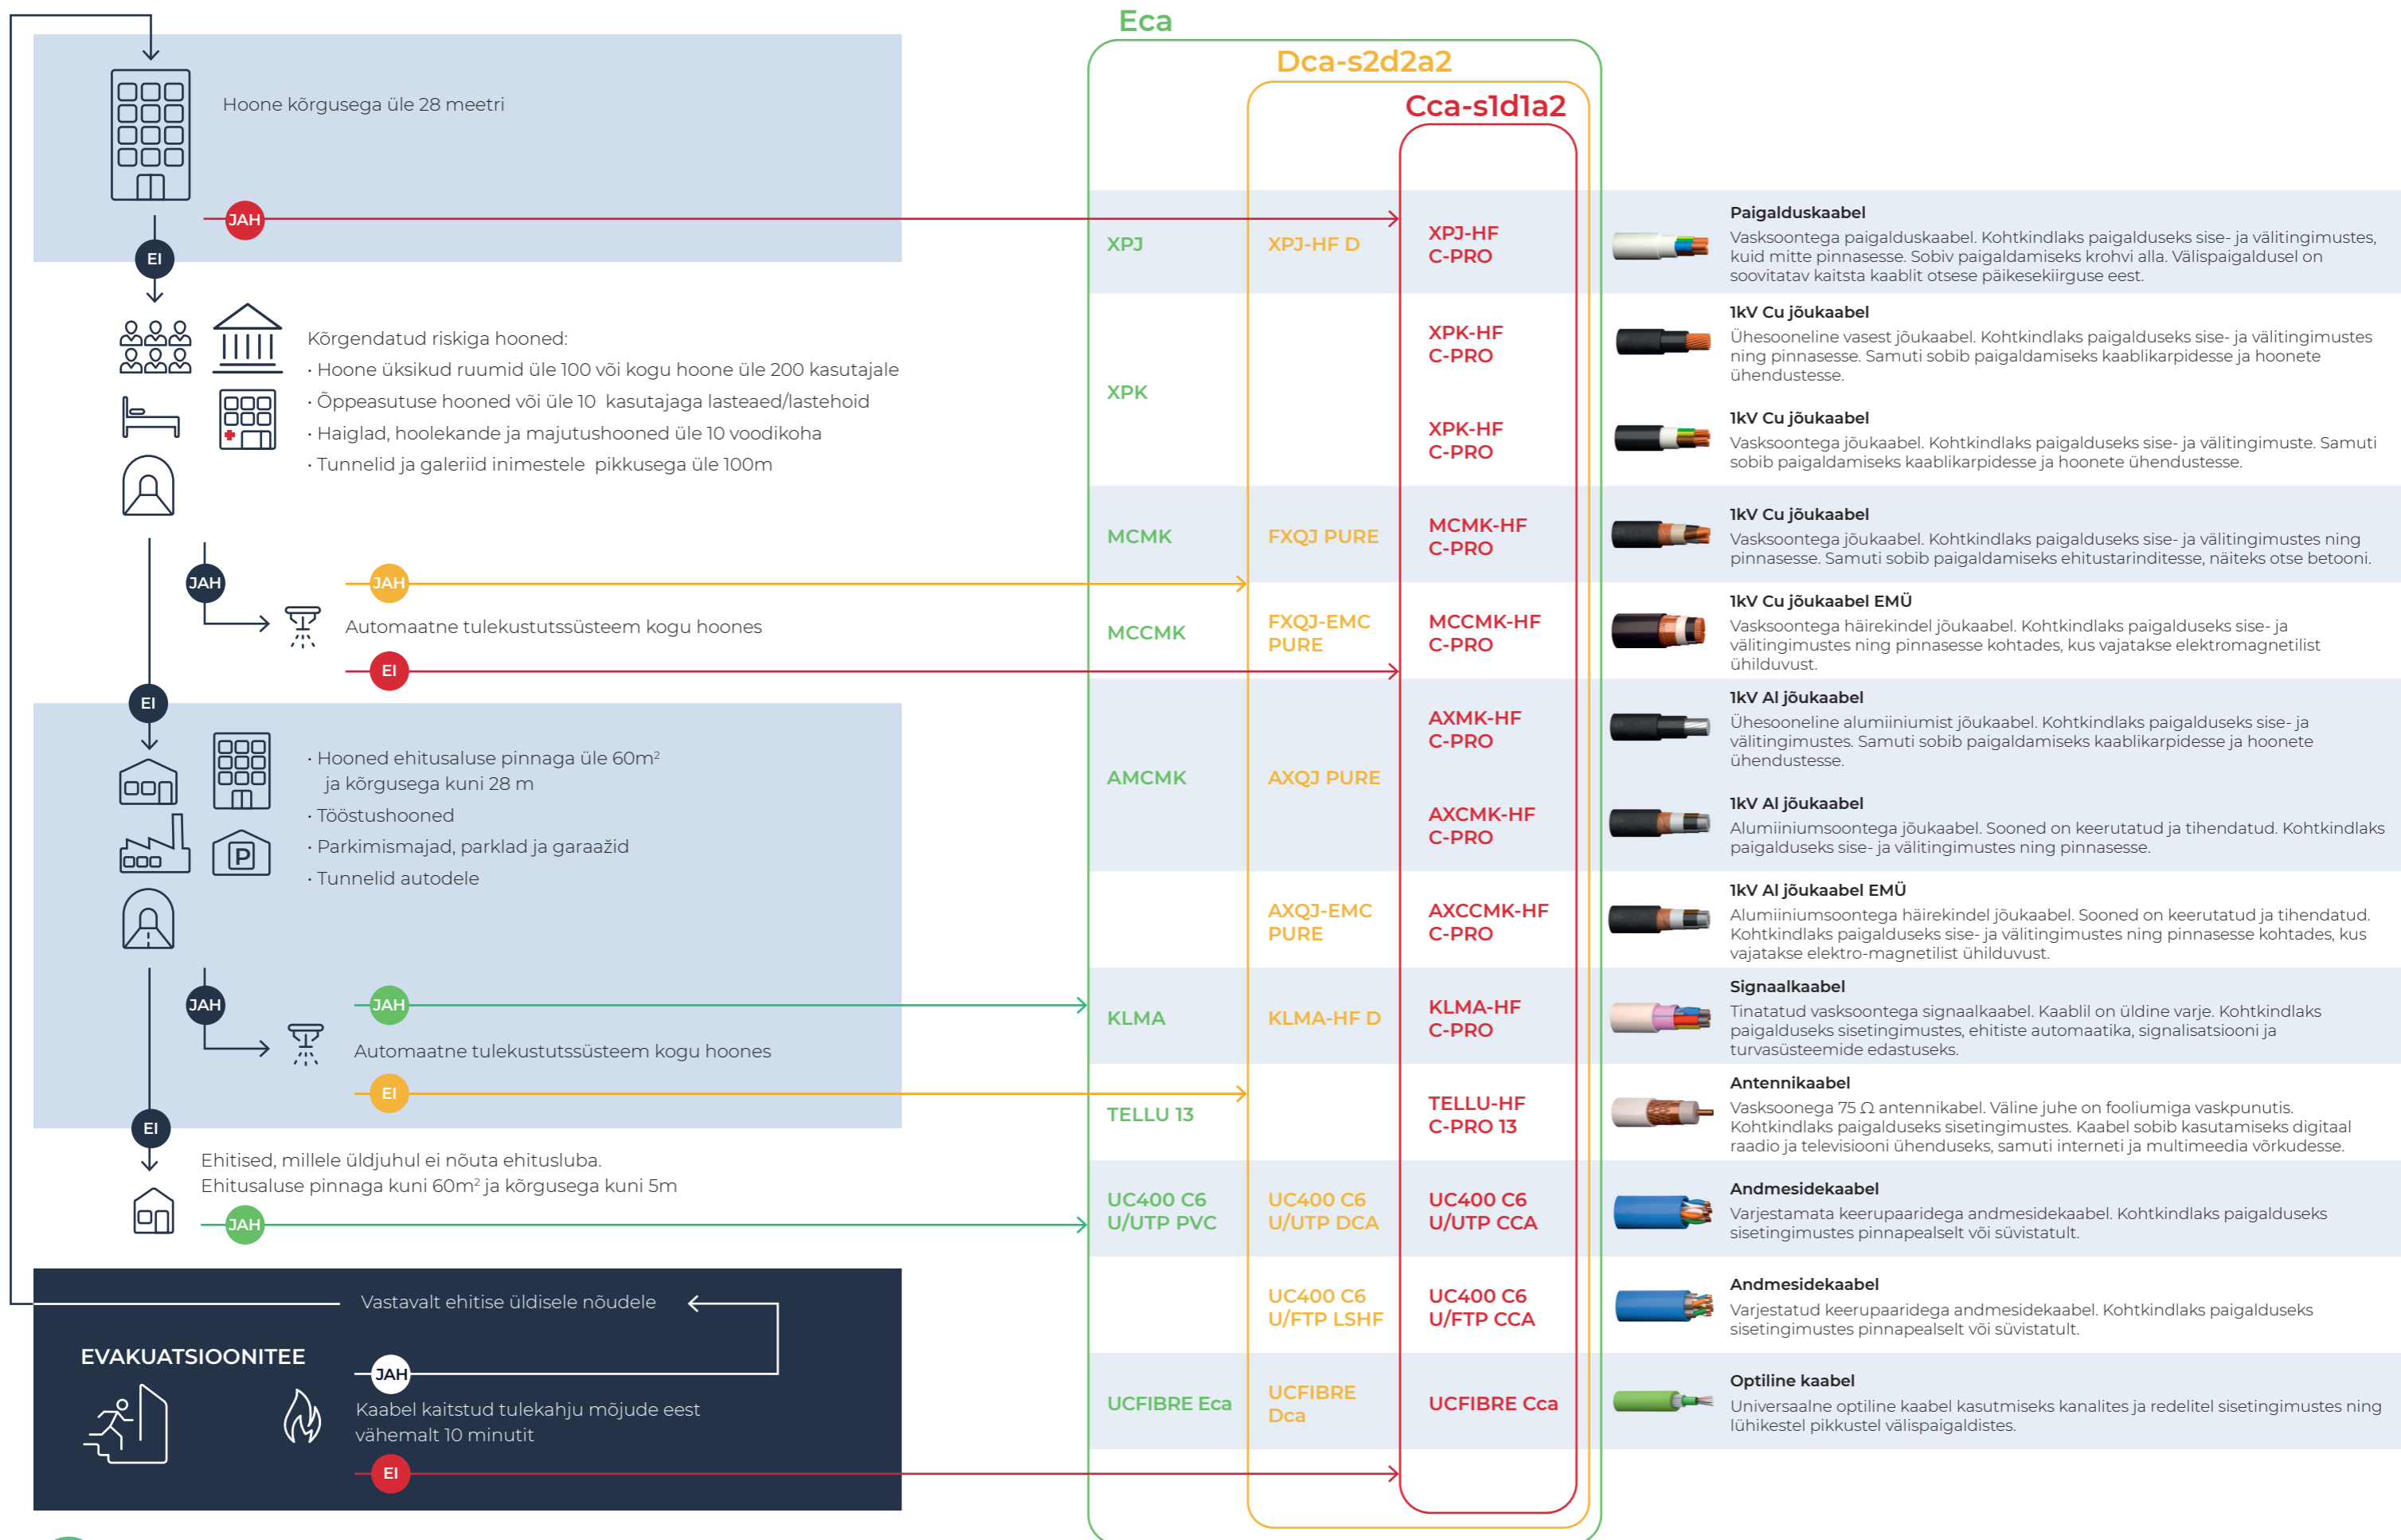 Eca
Dca-s2d2a2
Cca-s1d1a2
Hoone kõrgusega üle 28 meetri
JAH
EI
Kõrgendatud riskiga hooned:
· Hoone üksikud ruumid üle 100 või kogu hoone üle 200 kasutajale
· Õppeasutuse hooned või üle 10 kasutajaga lasteaed/lastehoid
· Haiglad, hoolekande ja majutushooned üle 10 voodikoha
· Tunnelid ja galeriid inimestele pikkusega üle 100m
JAH
JAH
Automaatne tulekustutssüsteem kogu hoones
EI
EI
· Hooned ehitusaluse pinnaga üle 60m²
ja kõrgusega kuni 28 m
· Tööstushooned
· Parkimismajad, parklad ja garaažid
P
· Tunnelid autodele
JAH
JAH
Automaatne tulekustutssüsteem kogu hoones
EI
EI
Ehitised, millele üldjuhul ei nõuta ehitusluba.
Ehitusaluse pinnaga kuni 60m² ja kõrgusega kuni 5m
JAH
Vastavalt ehitise üldisele nõudele
EVAKUATSIOONITEE
JAH
Kaabel kaitstud tulekahju mõjude eest
vähemalt 10 minutit
EI
XPJ
XPJ-HF D
XPJ-HF
C-PRO
Paigalduskaabel
Vasksoontega paigalduskaabel. Kohtkindlaks paigalduseks sise- ja välitingimustes,
kuid mitte pinnasesse. Sobiv paigaldamiseks krohvi alla. Välispaigaldusel on
soovitatav kaitsta kaablit otsese päikesekiirguse eest.
XPK
XPK-HF
C-PRO
1kV Cu jõukaabel
Ühesooneline vasest jõukaabel. Kohtkindlaks paigalduseks sise- ja välitingimustes
ning pinnasesse. Samuti sobib paigaldamiseks kaablikarpidesse ja hoonete
ühendustesse.
XPK-HF
C-PRO
1kV Cu jõukaabel
Vasksoontega jõukaabel. Kohtkindlaks paigalduseks sise- ja välitingimuste. Samuti
sobib paigaldamiseks kaablikarpidesse ja hoonete ühendustesse.
MCMK
FXQJ PURE
MCMK-HF
C-PRO
1kV Cu jõukaabel
Vasksoontega jõukaabel. Kohtkindlaks paigalduseks sise- ja välitingimustes ning
pinnasesse. Samuti sobib paigaldamiseks ehitustarinditesse, näiteks otse betooni.
MCCMK
FXQJ-EMC
PURE
MCCMK-HF
C-PRO
1kV Cu jõukaabel EMÜ
Vasksoontega häirekindel jõukaabel. Kohtkindlaks paigalduseks sise- ja
välitingimustes ning pinnasesse kohtades, kus vajatakse elektromagnetilist
ühilduvust.
AMCMK
AXQJ PURE
AXMK-HF
C-PRO
1kV Al jõukaabel
Ühesooneline alumiiniumist jõukaabel. Kohtkindlaks paigalduseks sise- ja
välitingimustes. Samuti sobib paigaldamiseks kaablikarpidesse ja hoonete
ühendustesse.
AXCMK-HF
C-PRO
1kV Al jõukaabel
Alumiiniumsoontega jõukaabel. Sooned on keerutatud ja tihendatud. Kohtkindlaks
paigalduseks sise- ja välitingimustes ning pinnasesse.
AXQJ-EMC
PURE
AXCCMK-HF
C-PRO
1kV Al jõukaabel EMÜ
Alumiiniumsoontega häirekindel jõukaabel. Sooned on keerutatud ja tihendatud.
Kohtkindlaks paigalduseks sise- ja välitingimustes ning pinnasesse kohtades, kus
vajatakse elektro-magnetilist ühilduvust.
KLMA
KLMA-HF D
KLMA-HF
C-PRO
Signaalkaabel
Tinatatud vasksoontega signaalkaabel. Kaablil on üldine varje. Kohtkindlaks
paigalduseks sisetingimustes, ehitiste automaatika, signalisatsiooni ja
turvasüsteemide edastuseks.
TELLU 13
TELLU-HF
C-PRO 13
Antennikaabel
Vasksoonega 75 Ω antennikabel. Väline juhe on fooliumiga vaskpunutis.
Kohtkindlaks paigalduseks sisetingimustes. Kaabel sobib kasutamiseks digitaal
raadio ja televisiooni ühenduseks, samuti interneti ja multimeedia võrkudesse.
UC400 C6
U/UTP PVC
UC400 C6
U/UTP DCA
UC400 C6
U/UTP CCA
Andmesidekaabel
Varjestamata keerupaaridega andmesidekaabel. Kohtkindlaks paigalduseks
sisetingimustes pinnapealselt või süvistatult.
UC400 C6
U/FTP LSHF
UC400 C6
U/FTP CCA
Andmesidekaabel
Varjestatud keerupaaridega andmesidekaabel. Kohtkindlaks paigalduseks
sisetingimustes pinnapealselt või süvistatult.
UCFIBRE Eca
UCFIBRE
Dca
UCFIBRE Cca
Optiline kaabel
Universaalne optiline kaabel kasutmiseks kanalites ja redelitel sisetingimustes ning
lühikestel pikkustel välispaigaldistes.